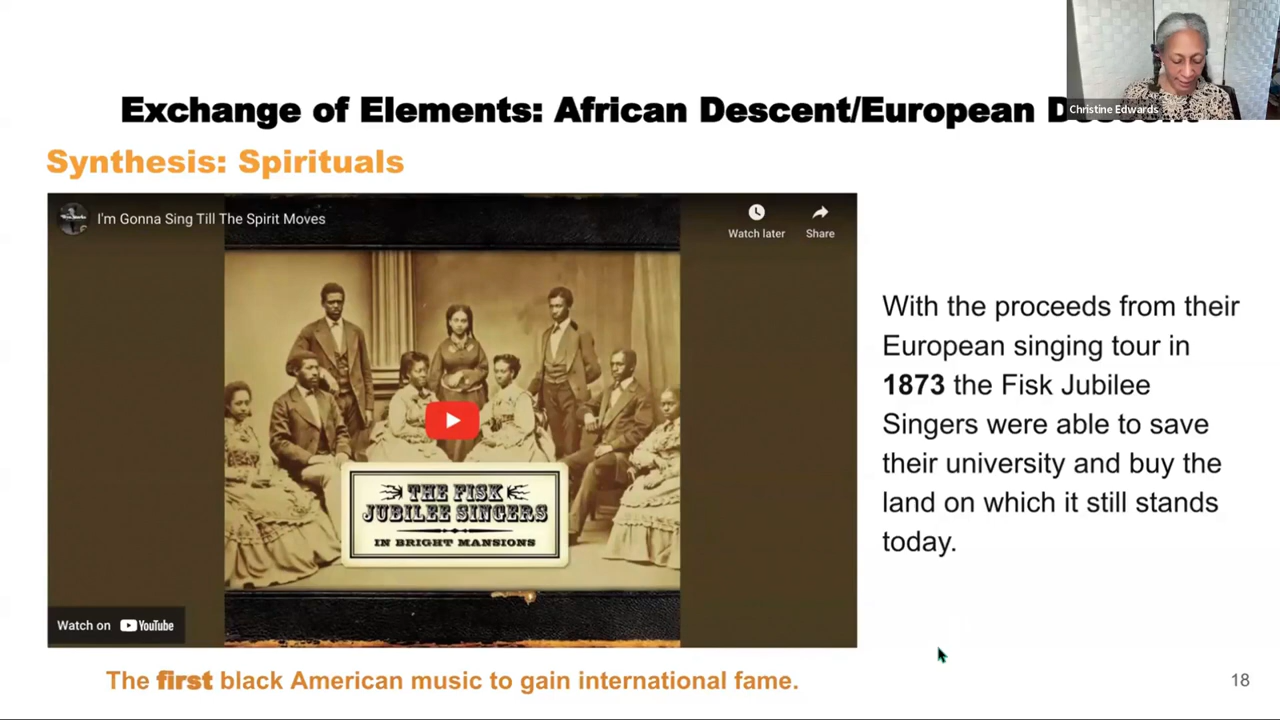 Christine Edwards
Exchange of Elements: African Descent/European Descent
Synthesis: Spirituals
I'm Gonna Sing Till The Spirit Moves
Watch later
Share
THE FISK
JUBILEE SINGERS
IN BRIGHT MANSIONS
Watch on YouTube
With the proceeds from their
European singing tour in
1873 the Fisk Jubilee
Singers were able to save
their university and buy the
land on which it still stands
today.
The first black American music to gain international fame.
18